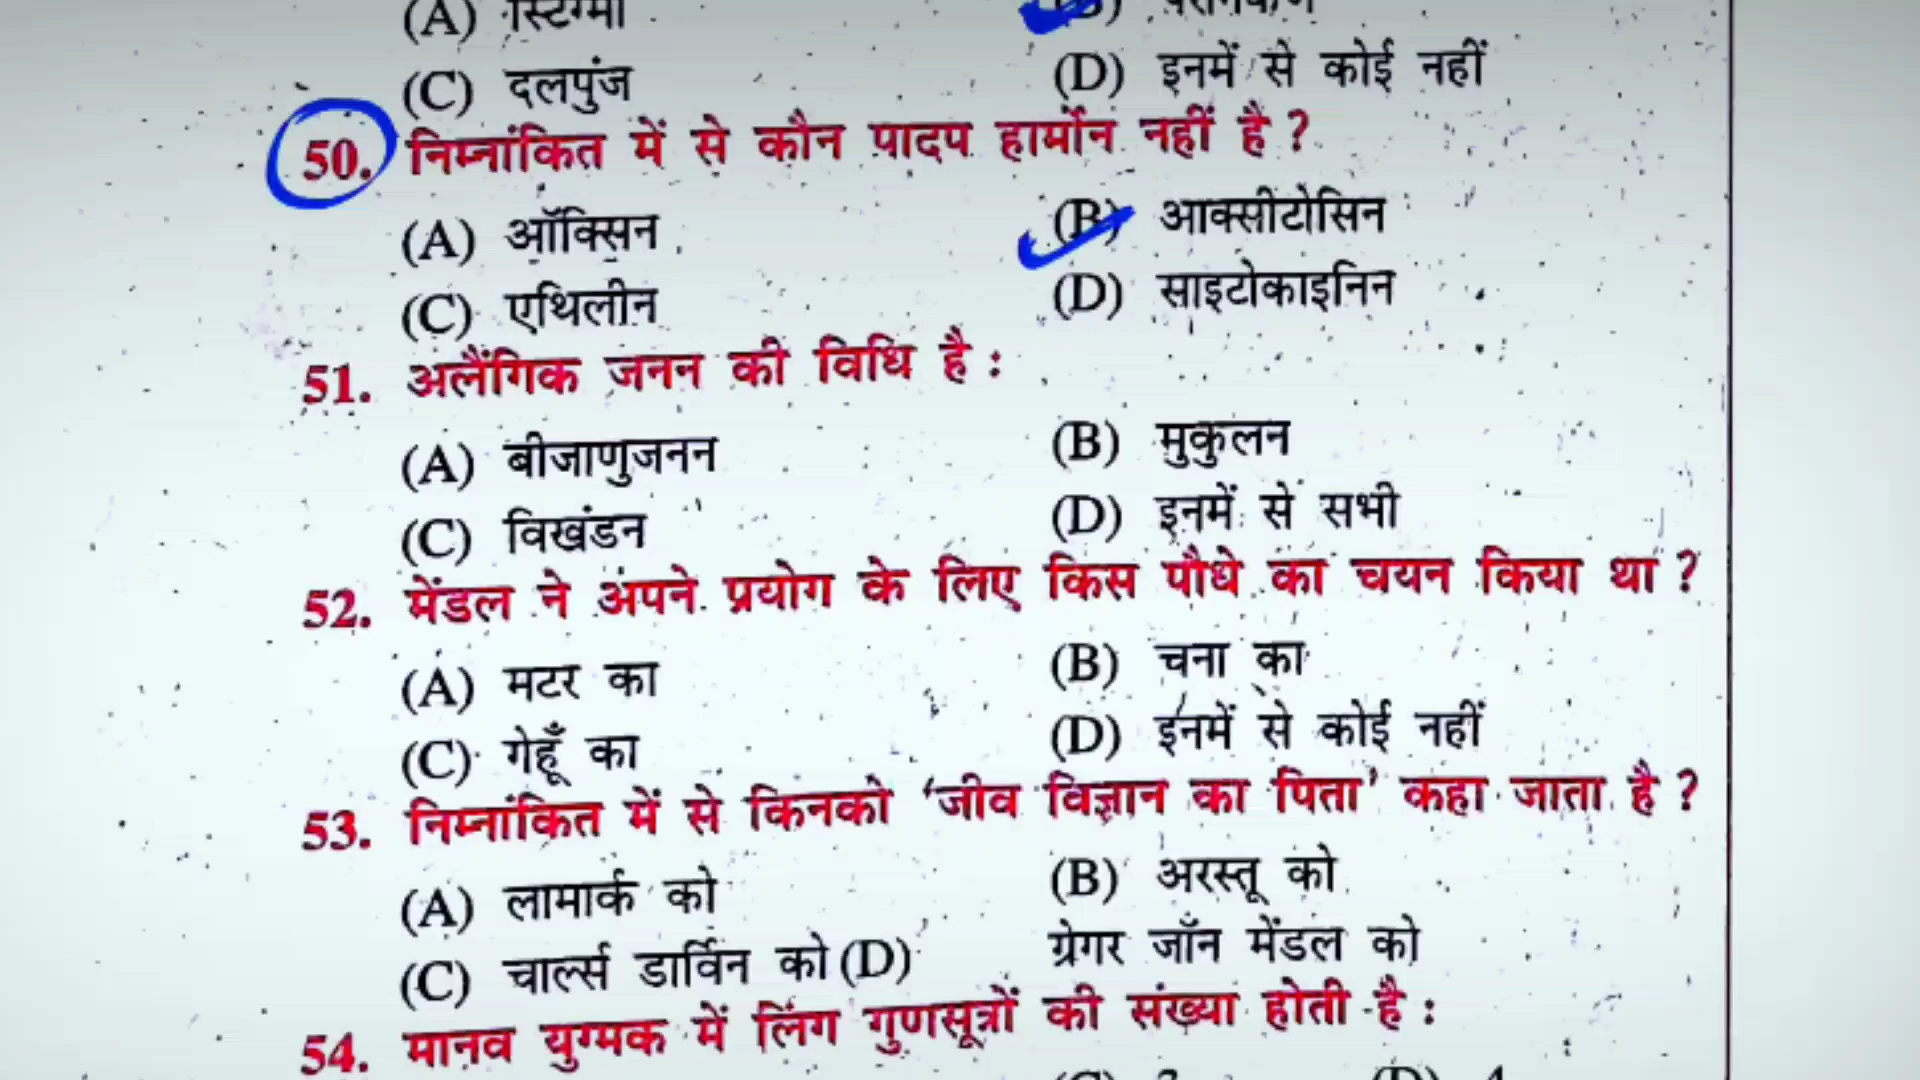 (A) स्टिग्मा
(C) दलपुंज (D) इनमें से कोई नहीं
50. निम्नांकित में से कौन पादप हार्मोन नहीं है ?
(A) ऑक्सिन (B) आक्सीटोसिन
(C) एथिलीन (D) साइटोकाइनिन
51. अलैंगिक जनन की विधि है :
(A) बीजाणुजनन (B) मुकुलन
(C) विखंडन (D) इनमें से सभी
52. मेंडल ने अपने प्रयोग के लिए किस पौधे का चयन किया था ?
(A) मटर का (B) चना का
(C) गेहूँ का (D) इनमें से कोई नहीं
53. निम्नांकित में से किनको 'जीव विज्ञान का पिता' कहा जाता है ?
(A) लामार्क को (B) अरस्तू को
(C) चार्ल्स डार्विन को (D) ग्रेगर जॉन मेंडल को
54. मानव युग्मक में लिंग गुणसूत्रों की संख्या होती है :